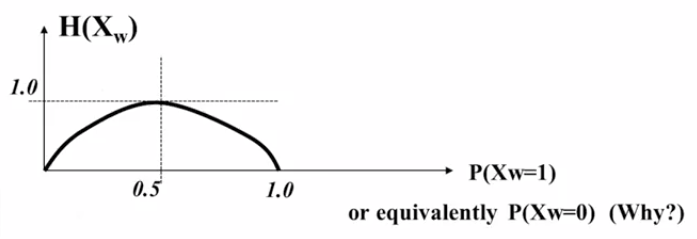 H(Xw)
1.0
0.5 1.0
P(Xw=1)
or equivalently P(Xw=0) (Why?)